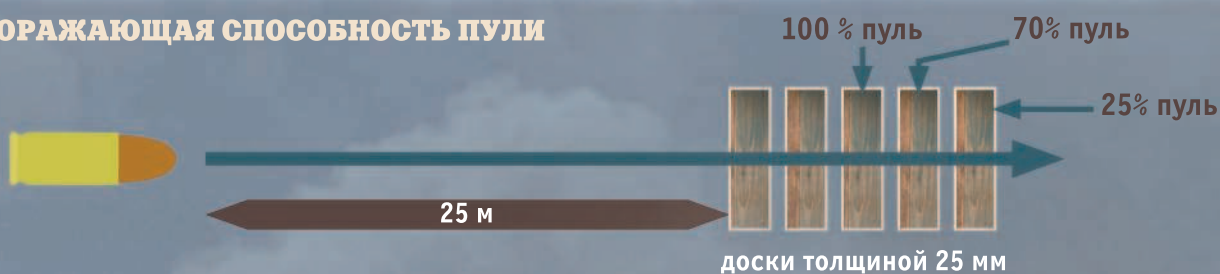 ОРАЖАЮЩАЯ СПОСОБНОСТЬ ПУЛИ
100 % пуль
70% пуль
25% пуль
25 м
доски толщиной 25 мм